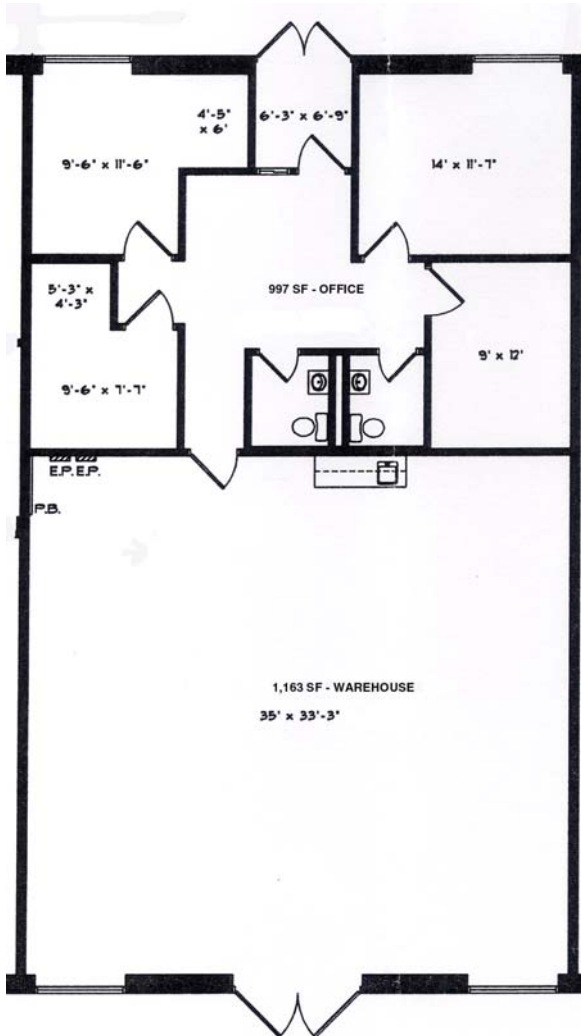 4'-5"
x 6'
6'-3" x 6'-9"
9'-6" x 11'-6"
14' x 11'-7"
5'-3" x
4'-3"
997 SF - OFFICE
9' x 12'
9'-6" x 7'-7"
E.P. E.P.
P.B.
1,163 SF - WAREHOUSE
35' x 33'-3"